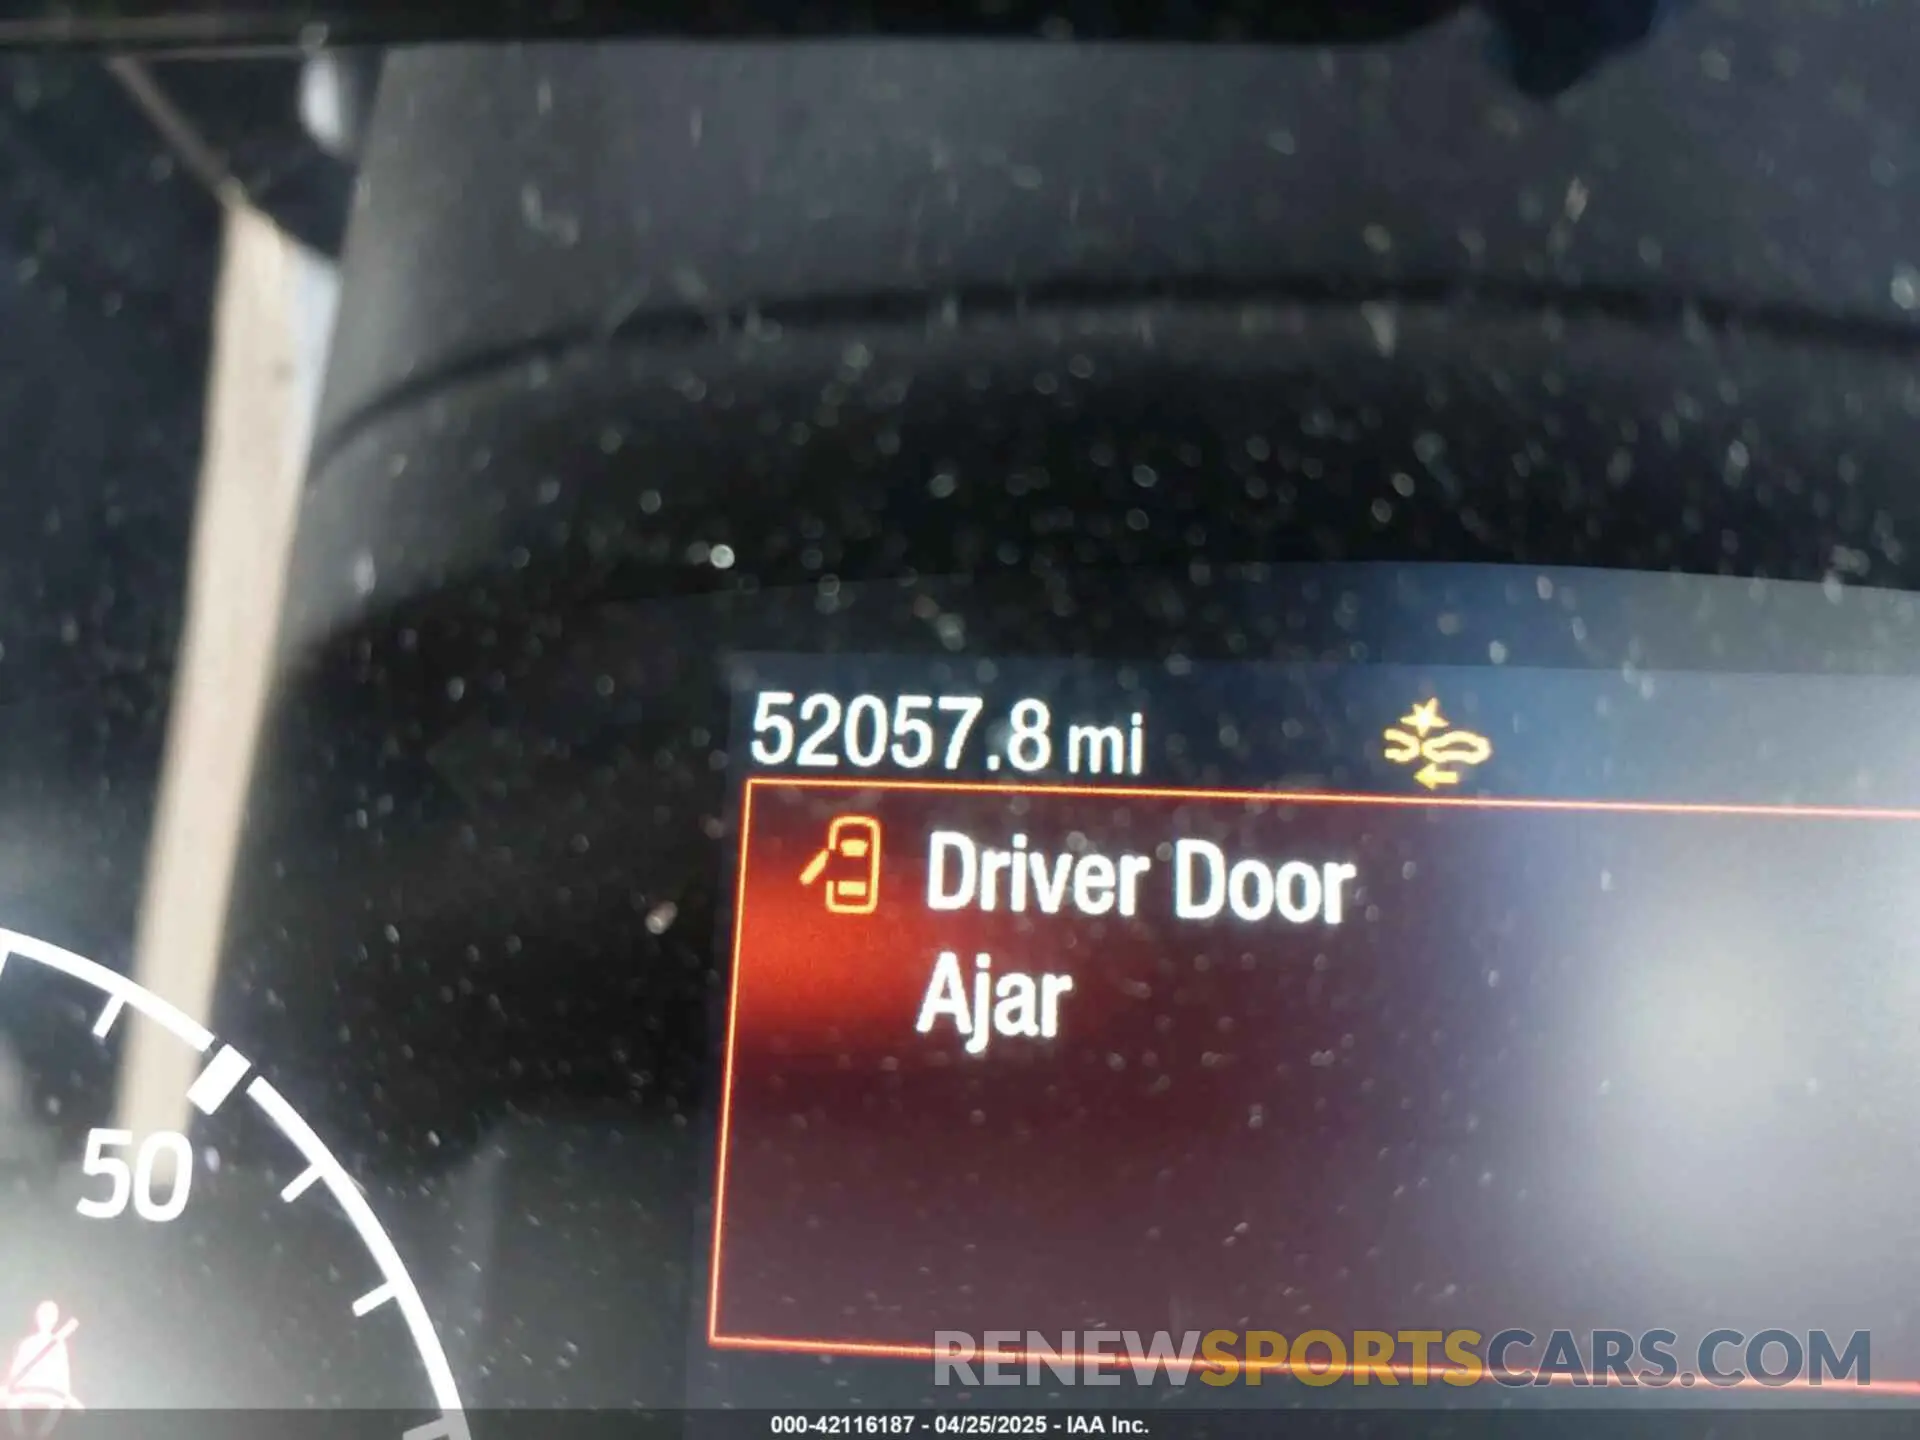 52057.8 mi
Driver Door
Ajar
50
RENEWSPORTSCARS.COM
000-42116187 - 04/25/2025 - IAA Inc.